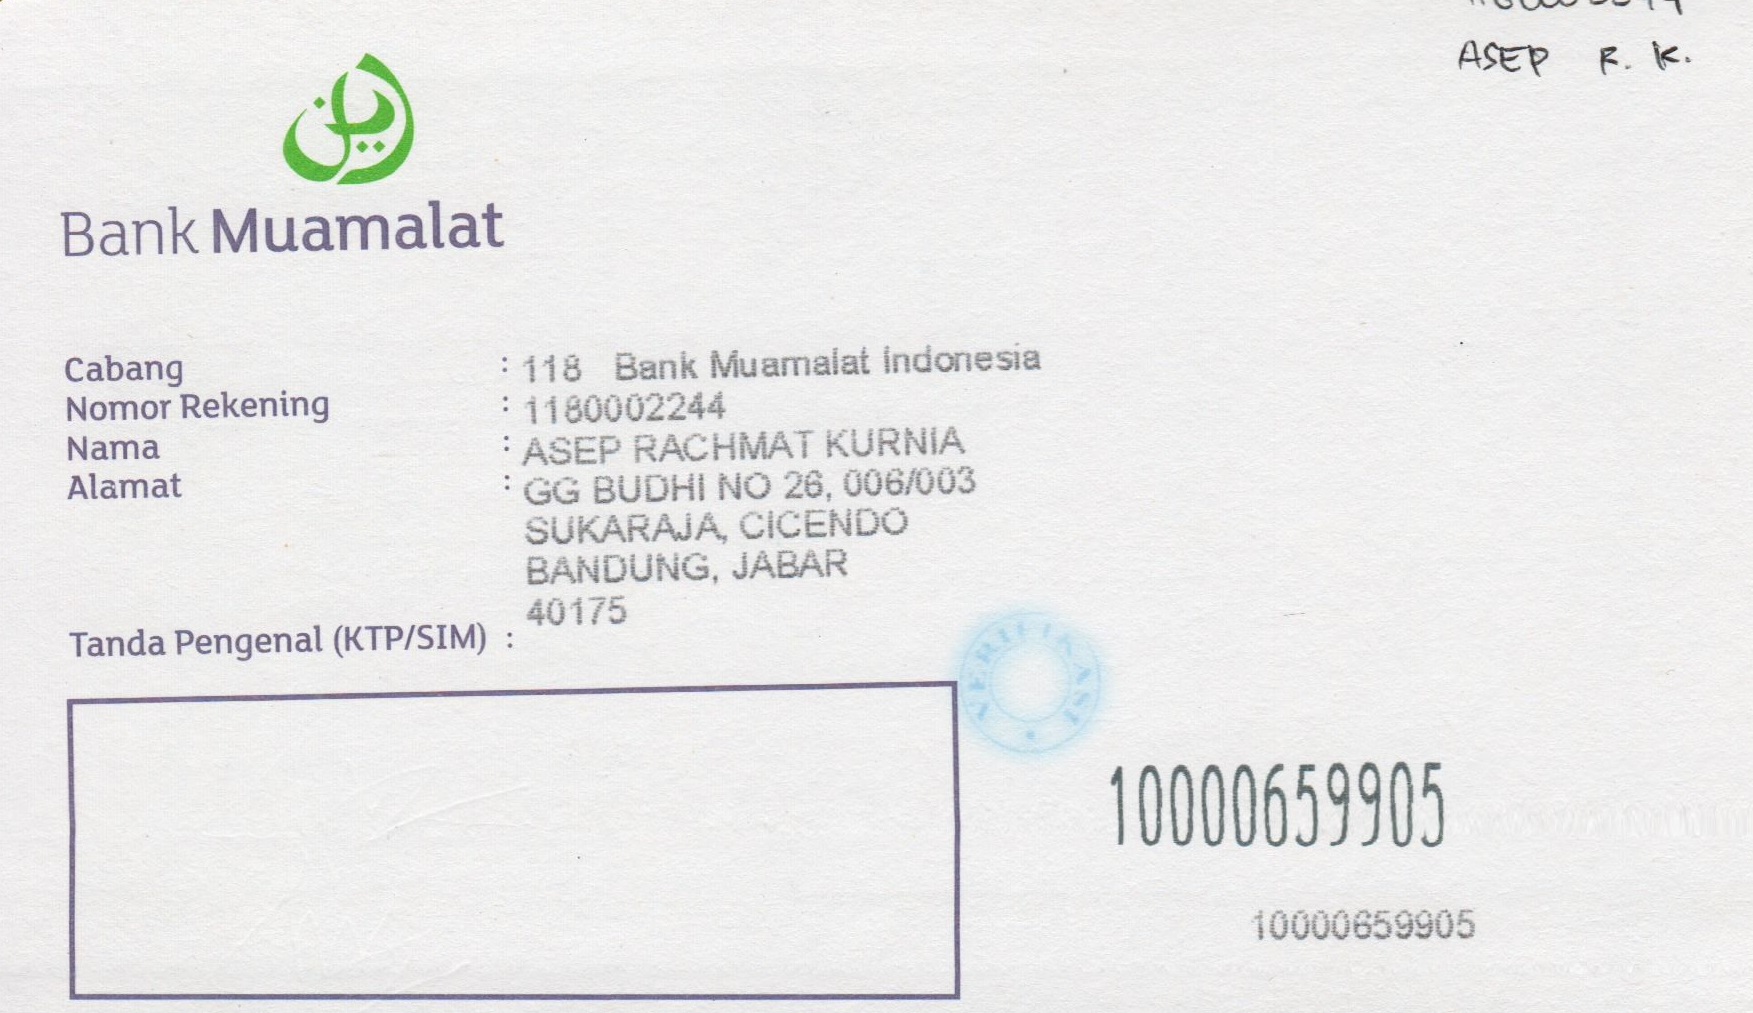 ASEP R. K.
Bank Muamalat
Cabang : 118 Bank Muamalat Indonesia
Nomor Rekening : 1180002244
Nama : ASEP RACHMAT KURNIA
Alamat : GG BUDHI NO 26, 006/003
SUKARAJA, CICENDO
BANDUNG, JABAR
40175
Tanda Pengenal (KTP/SIM) :
VERIFIKASI
10000659905
10000659905